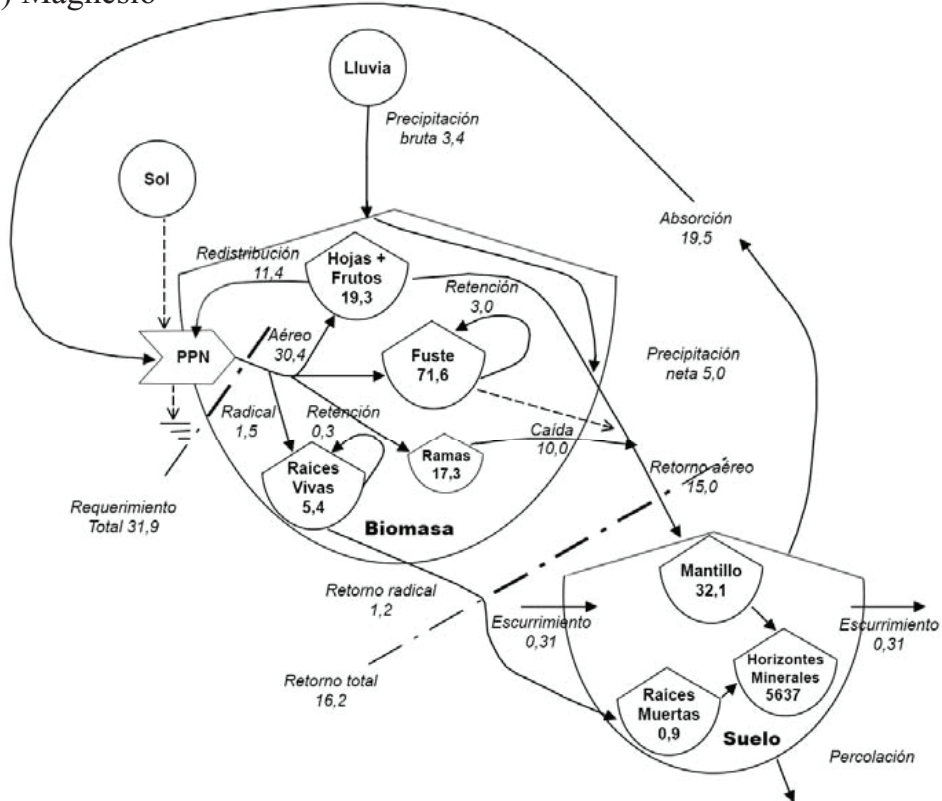 ) Magnesio
Lluvia
Precipitación
bruta 3,4
Sol
Absorción
19,5
Redistribución
11,4
Hojas +
Frutos
19,3
Retención
3,0
Aéreo
30,4
PPN
Fuste
71,6
Precipitación
neta 5,0
Radical
1,5
Retención
0,3
Caída
10,0
Ramas
17,3
Raices
Vivas
5,4
Retorno aéreo
15,0
Requerimiento
Total 31,9
Biomasa
Mantillo
32,1
Retorno radical
1,2
Escurrimiento
0,31
Escurrimiento
0,31
Horizontes
Minerales
5637
Retorno total
16,2
Raices
Muertas
0,9
Suelo
Percolación